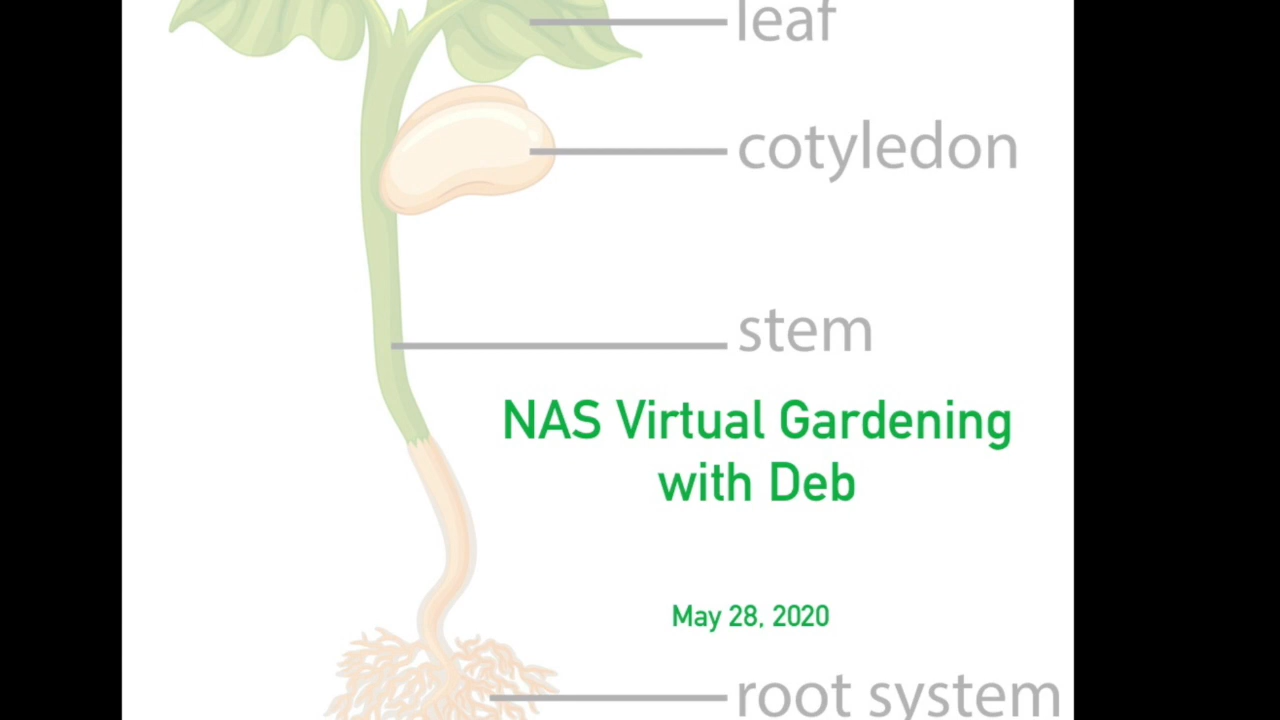 leaf
cotyledon
stem
NAS Virtual Gardening
with Deb
May 28, 2020
root system